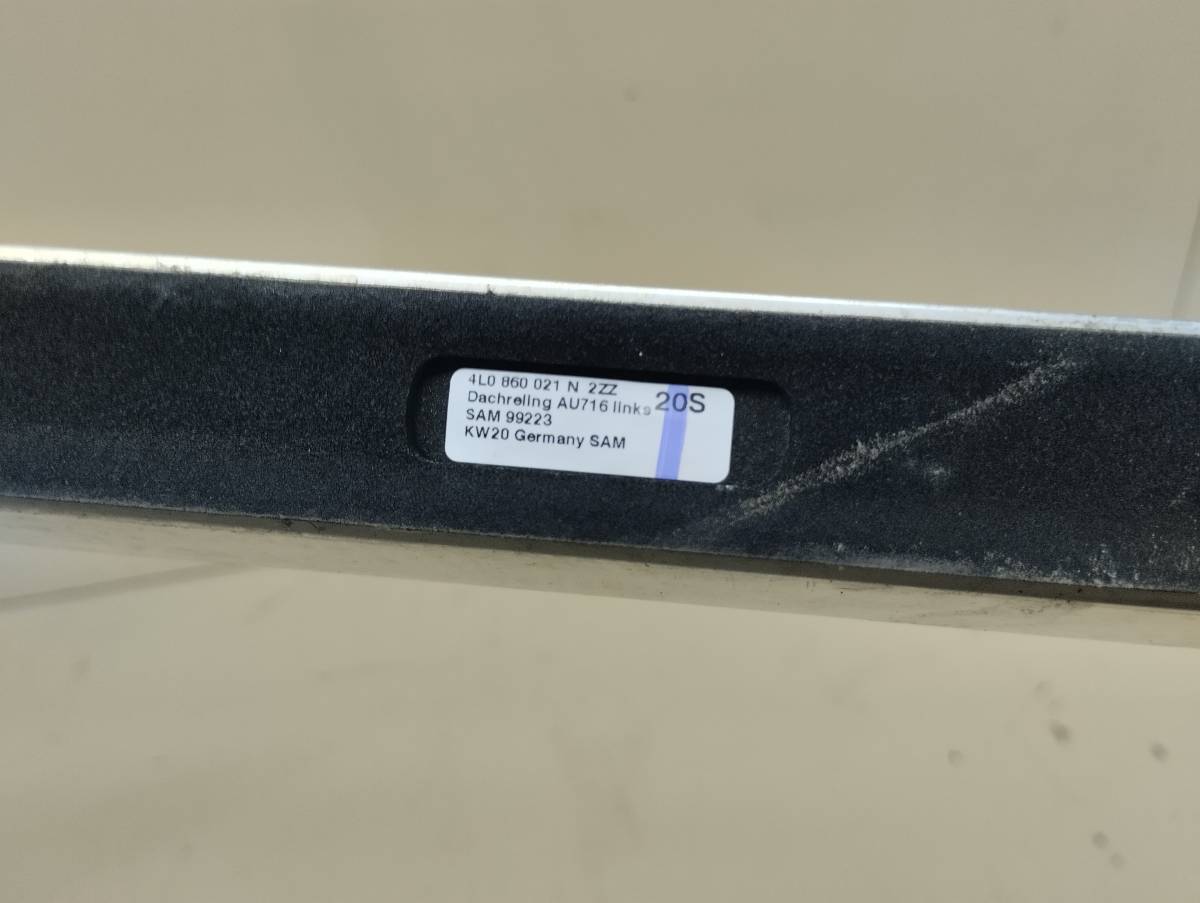 4L0 860 021 N 2ZZ
Dachreling AU716 links 20S
SAM 99223
KW20 Germany SAM